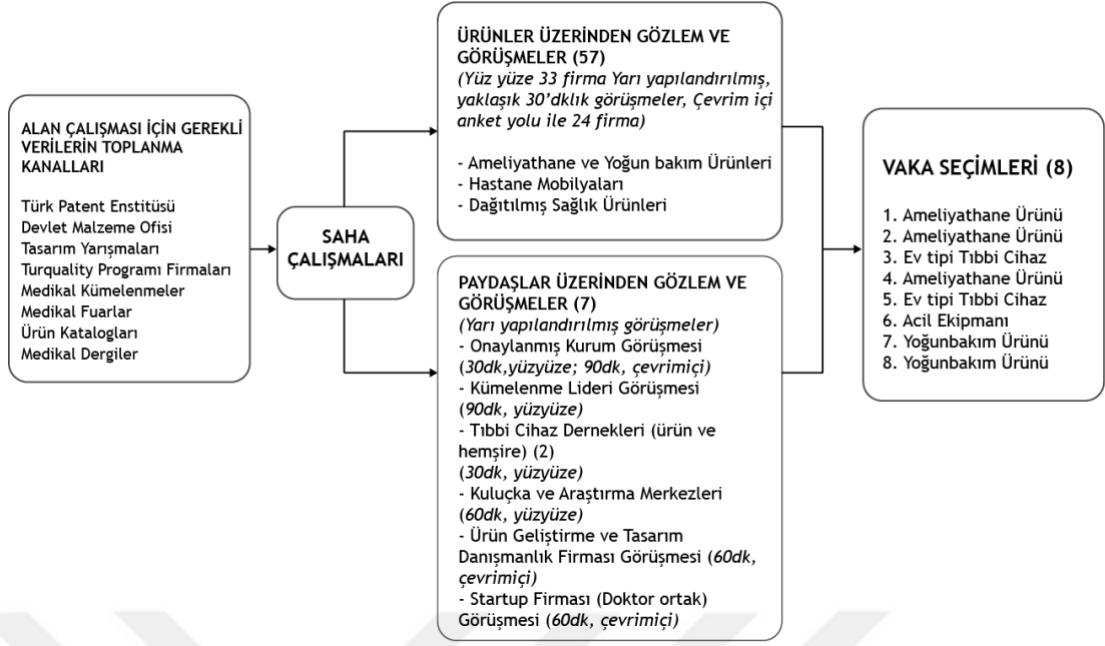 ALAN ÇALIŞMASI İÇİN GEREKLİ
VERİLERİN TOPLANMA
KANALLARI
Türk Patent Enstitüsü
Devlet Malzeme Ofisi
Tasarım Yarışmaları
Turquality Programı Firmaları
Medikal Kümelenmeler
Medikal Fuarlar
Ürün Katalogları
Medikal Dergiler
SAHA
ÇALIŞMALARI
ÜRÜNLER ÜZERİNDEN GÖZLEM VE
GÖRÜŞMELER (57)
(Yüz yüze 33 firma Yarı yapılandırılmış,
yaklaşık 30’dklık görüşmeler, Çevrim içi
anket yolu ile 24 firma)
- Ameliyathane ve Yoğun bakım Ürünleri
- Hastane Mobilyaları
- Dağıtılmış Sağlık Ürünleri
PAYDAŞLAR ÜZERİNDEN GÖZLEM VE
GÖRÜŞMELER (7)
(Yarı yapılandırılmış görüşmeler)
- Onaylanmış Kurum Görüşmesi
(30dk,yüzyüze; 90dk, çevrimiçi)
- Kümelenme Lideri Görüşmesi
(90dk, yüzyüze)
- Tıbbi Cihaz Dernekleri (ürün ve
hemşire) (2)
(30dk, yüzyüze)
- Kuluçka ve Araştırma Merkezleri
(60dk, yüzyüze)
- Ürün Geliştirme ve Tasarım
Danışmanlık Firması Görüşmesi (60dk,
çevrimiçi)
- Startup Firması (Doktor ortak)
Görüşmesi (60dk, çevrimiçi)
VAKA SEÇİMLERİ (8)
1. Ameliyathane Ürünü
2. Ameliyathane Ürünü
3. Ev tipi Tıbbi Cihaz
4. Ameliyathane Ürünü
5. Ev tipi Tıbbi Cihaz
6. Acil Ekipmanı
7. Yoğunbakım Ürünü
8. Yoğunbakım Ürünü